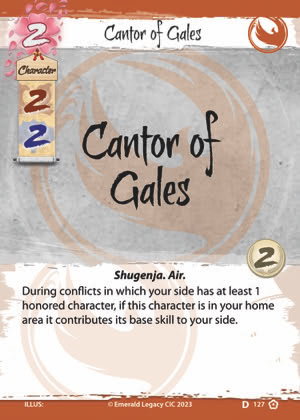 2
Cantor of Gales
Character
2
2
Cantor of
Gales
2
Shugenja. Air.
During conflicts in which your side has at least 1
honored character, if this character is in your home
area it contributes its base skill to your side.
ILLUS: © Emerald Legacy CIC 2023 D 127